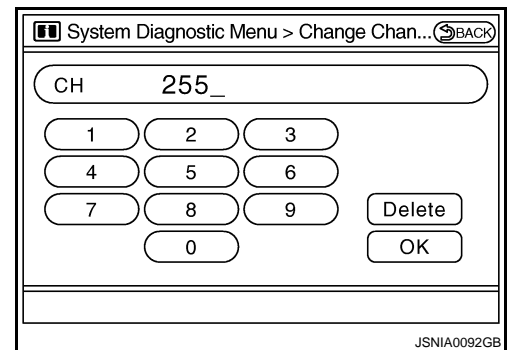 System Diagnostic Menu > Change Chan... BACK
CH 255_
1 2 3
4 5 6
7 8 9 Delete
0 OK
JSNIA0092GB